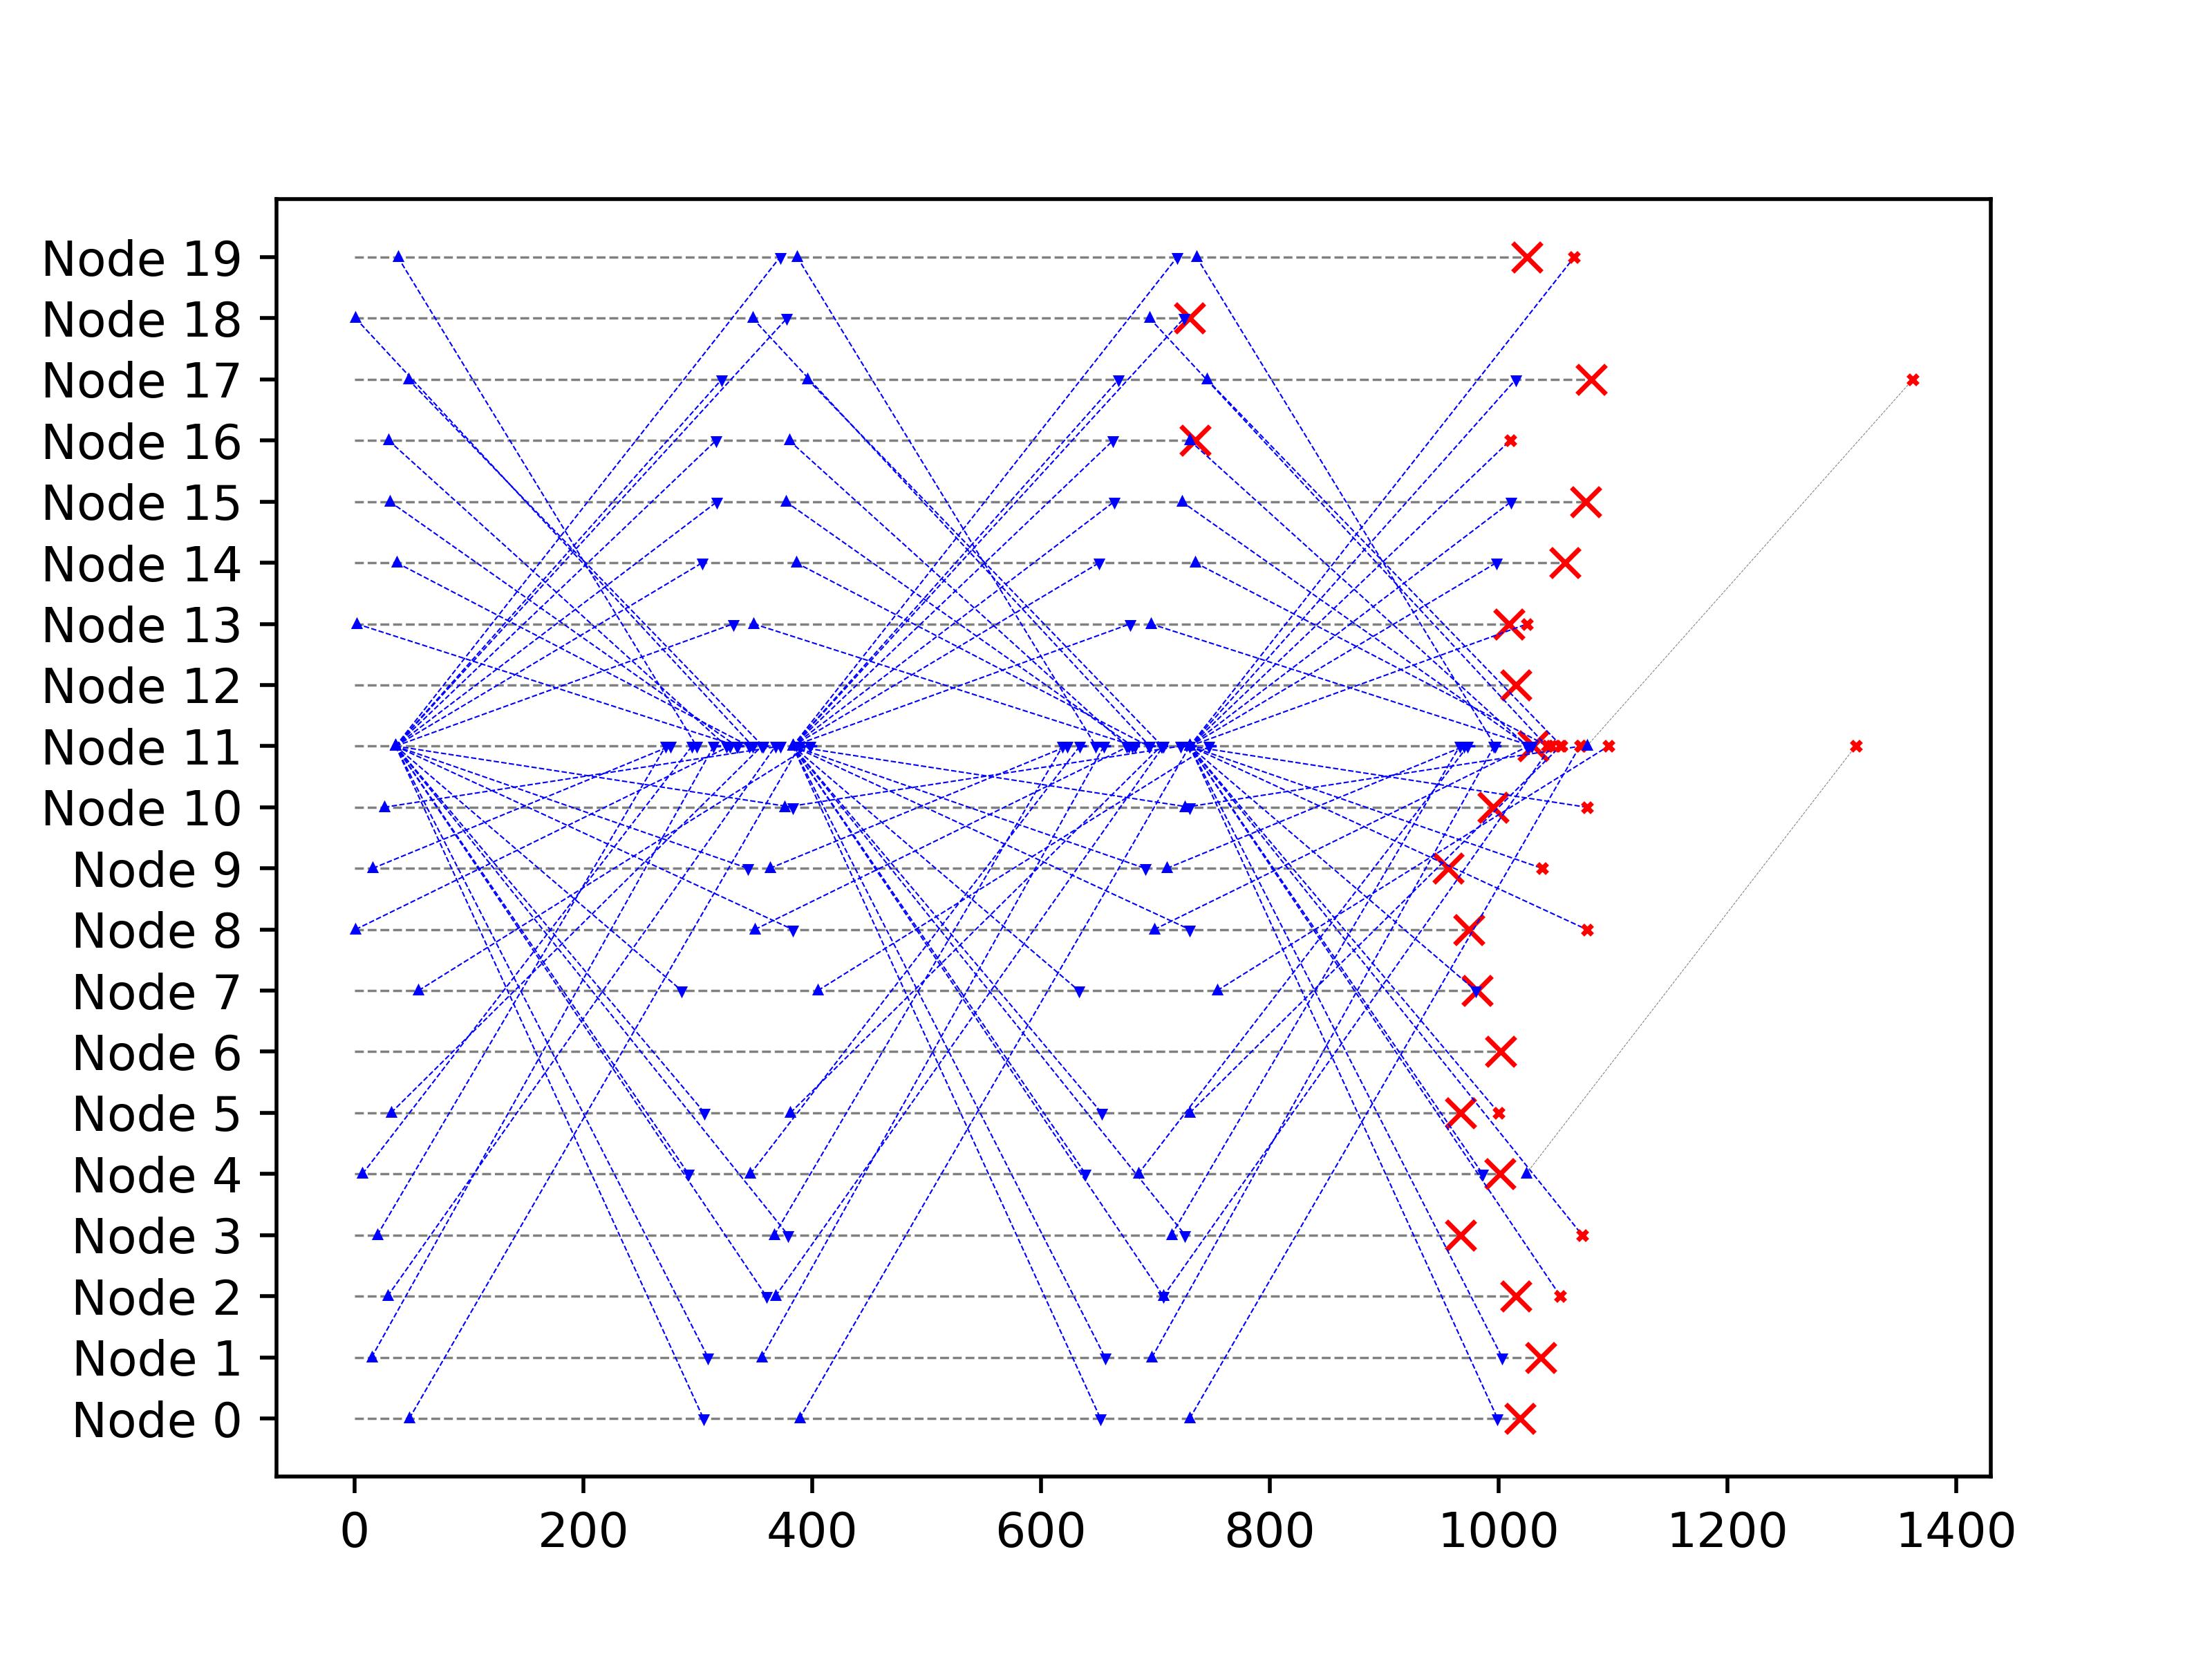 Node 19
Node 18
Node 17
Node 16
Node 15
Node 14
Node 13
Node 12
Node 11
Node 10
Node 9
Node 8
Node 7
Node 6
Node 5
Node 4
Node 3
Node 2
Node 1
Node 0
0 200 400 600 800 1000 1200 1400